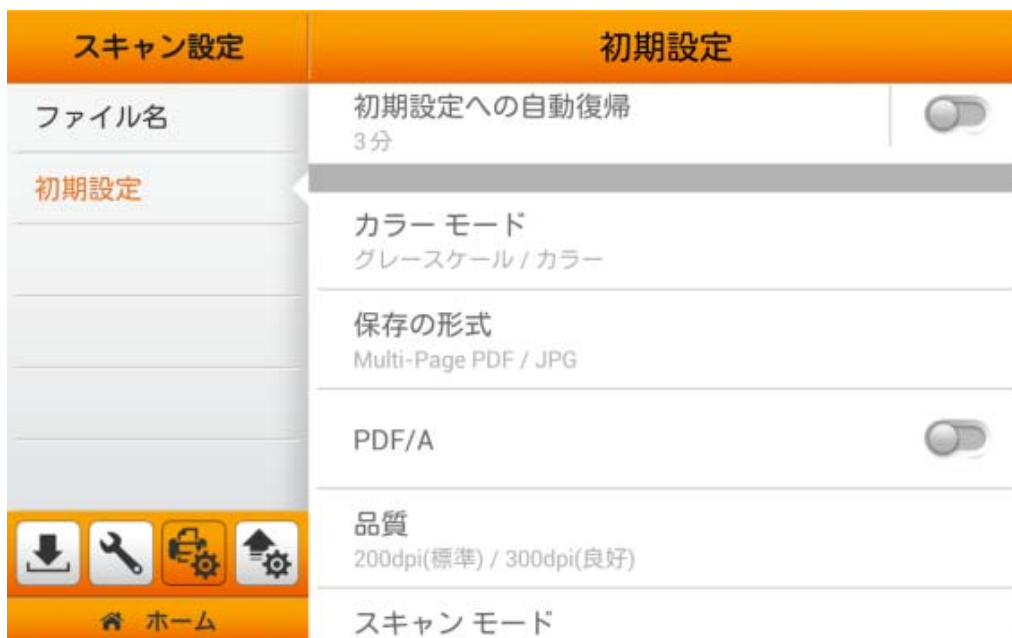 スキャン設定
初期設定
ファイル名
初期設定
ホーム
初期設定への自動復帰
3分
カラー モード
グレースケール / カラー
保存の形式
Multi-Page PDF / JPG
PDF/A
品質
200dpi(標準) / 300dpi(良好)
スキャン モード